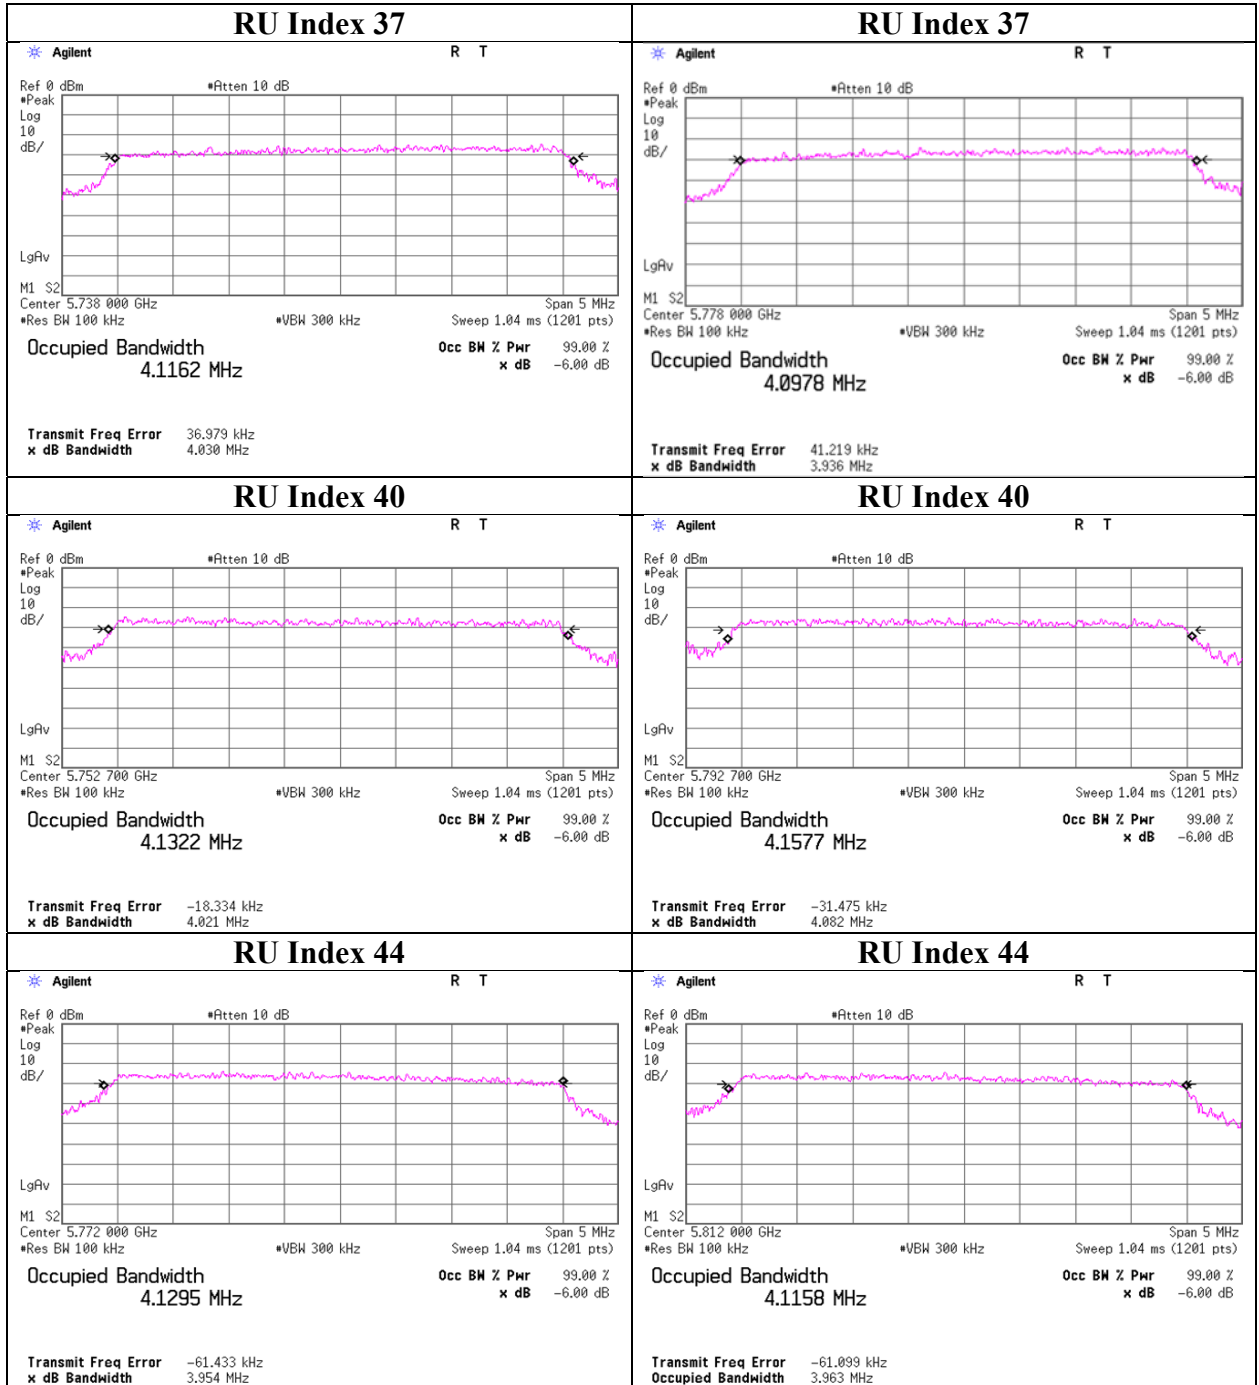 RU Index 37
Agilent R T
Ref 0 dBm #Atten 10 dB
#Peak
Log
10
dB/
LgAv
M1 S2
Center 5.738 000 GHz Span 5 MHz
#Res BW 100 kHz #VBW 300 kHz Sweep 1.04 ms (1201 pts)
Occupied Bandwidth Occ BW % Pwr 99.00 %
4.1162 MHz x dB -6.00 dB
Transmit Freq Error 36.979 kHz
x dB Bandwidth 4.030 MHz
RU Index 37
Agilent R T
Ref 0 dBm #Atten 10 dB
#Peak
Log
10
dB/
LgAv
M1 S2
Center 5.778 000 GHz Span 5 MHz
#Res BW 100 kHz #VBW 300 kHz Sweep 1.04 ms (1201 pts)
Occupied Bandwidth Occ BW % Pwr 99.00 %
4.0978 MHz x dB -6.00 dB
Transmit Freq Error 41.219 kHz
x dB Bandwidth 3.936 MHz
RU Index 40
Agilent R T
Ref 0 dBm #Atten 10 dB
#Peak
Log
10
dB/
LgAv
M1 S2
Center 5.752 700 GHz Span 5 MHz
#Res BW 100 kHz #VBW 300 kHz Sweep 1.04 ms (1201 pts)
Occupied Bandwidth Occ BW % Pwr 99.00 %
4.1322 MHz x dB -6.00 dB
Transmit Freq Error -18.334 kHz
x dB Bandwidth 4.021 MHz
RU Index 40
Agilent R T
Ref 0 dBm #Atten 10 dB
#Peak
Log
10
dB/
LgAv
M1 S2
Center 5.792 700 GHz Span 5 MHz
#Res BW 100 kHz #VBW 300 kHz Sweep 1.04 ms (1201 pts)
Occupied Bandwidth Occ BW % Pwr 99.00 %
4.1577 MHz x dB -6.00 dB
Transmit Freq Error -31.475 kHz
x dB Bandwidth 4.082 MHz
RU Index 44
Agilent R T
Ref 0 dBm #Atten 10 dB
#Peak
Log
10
dB/
LgAv
M1 S2
Center 5.772 000 GHz Span 5 MHz
#Res BW 100 kHz #VBW 300 kHz Sweep 1.04 ms (1201 pts)
Occupied Bandwidth Occ BW % Pwr 99.00 %
4.1295 MHz x dB -6.00 dB
Transmit Freq Error -61.433 kHz
x dB Bandwidth 3.954 MHz
RU Index 44
Agilent R T
Ref 0 dBm #Atten 10 dB
#Peak
Log
10
dB/
LgAv
M1 S2
Center 5.812 000 GHz Span 5 MHz
#Res BW 100 kHz #VBW 300 kHz Sweep 1.04 ms (1201 pts)
Occupied Bandwidth Occ BW % Pwr 99.00 %
4.1158 MHz x dB -6.00 dB
Transmit Freq Error -61.099 kHz
Occupied Bandwidth 3.963 MHz